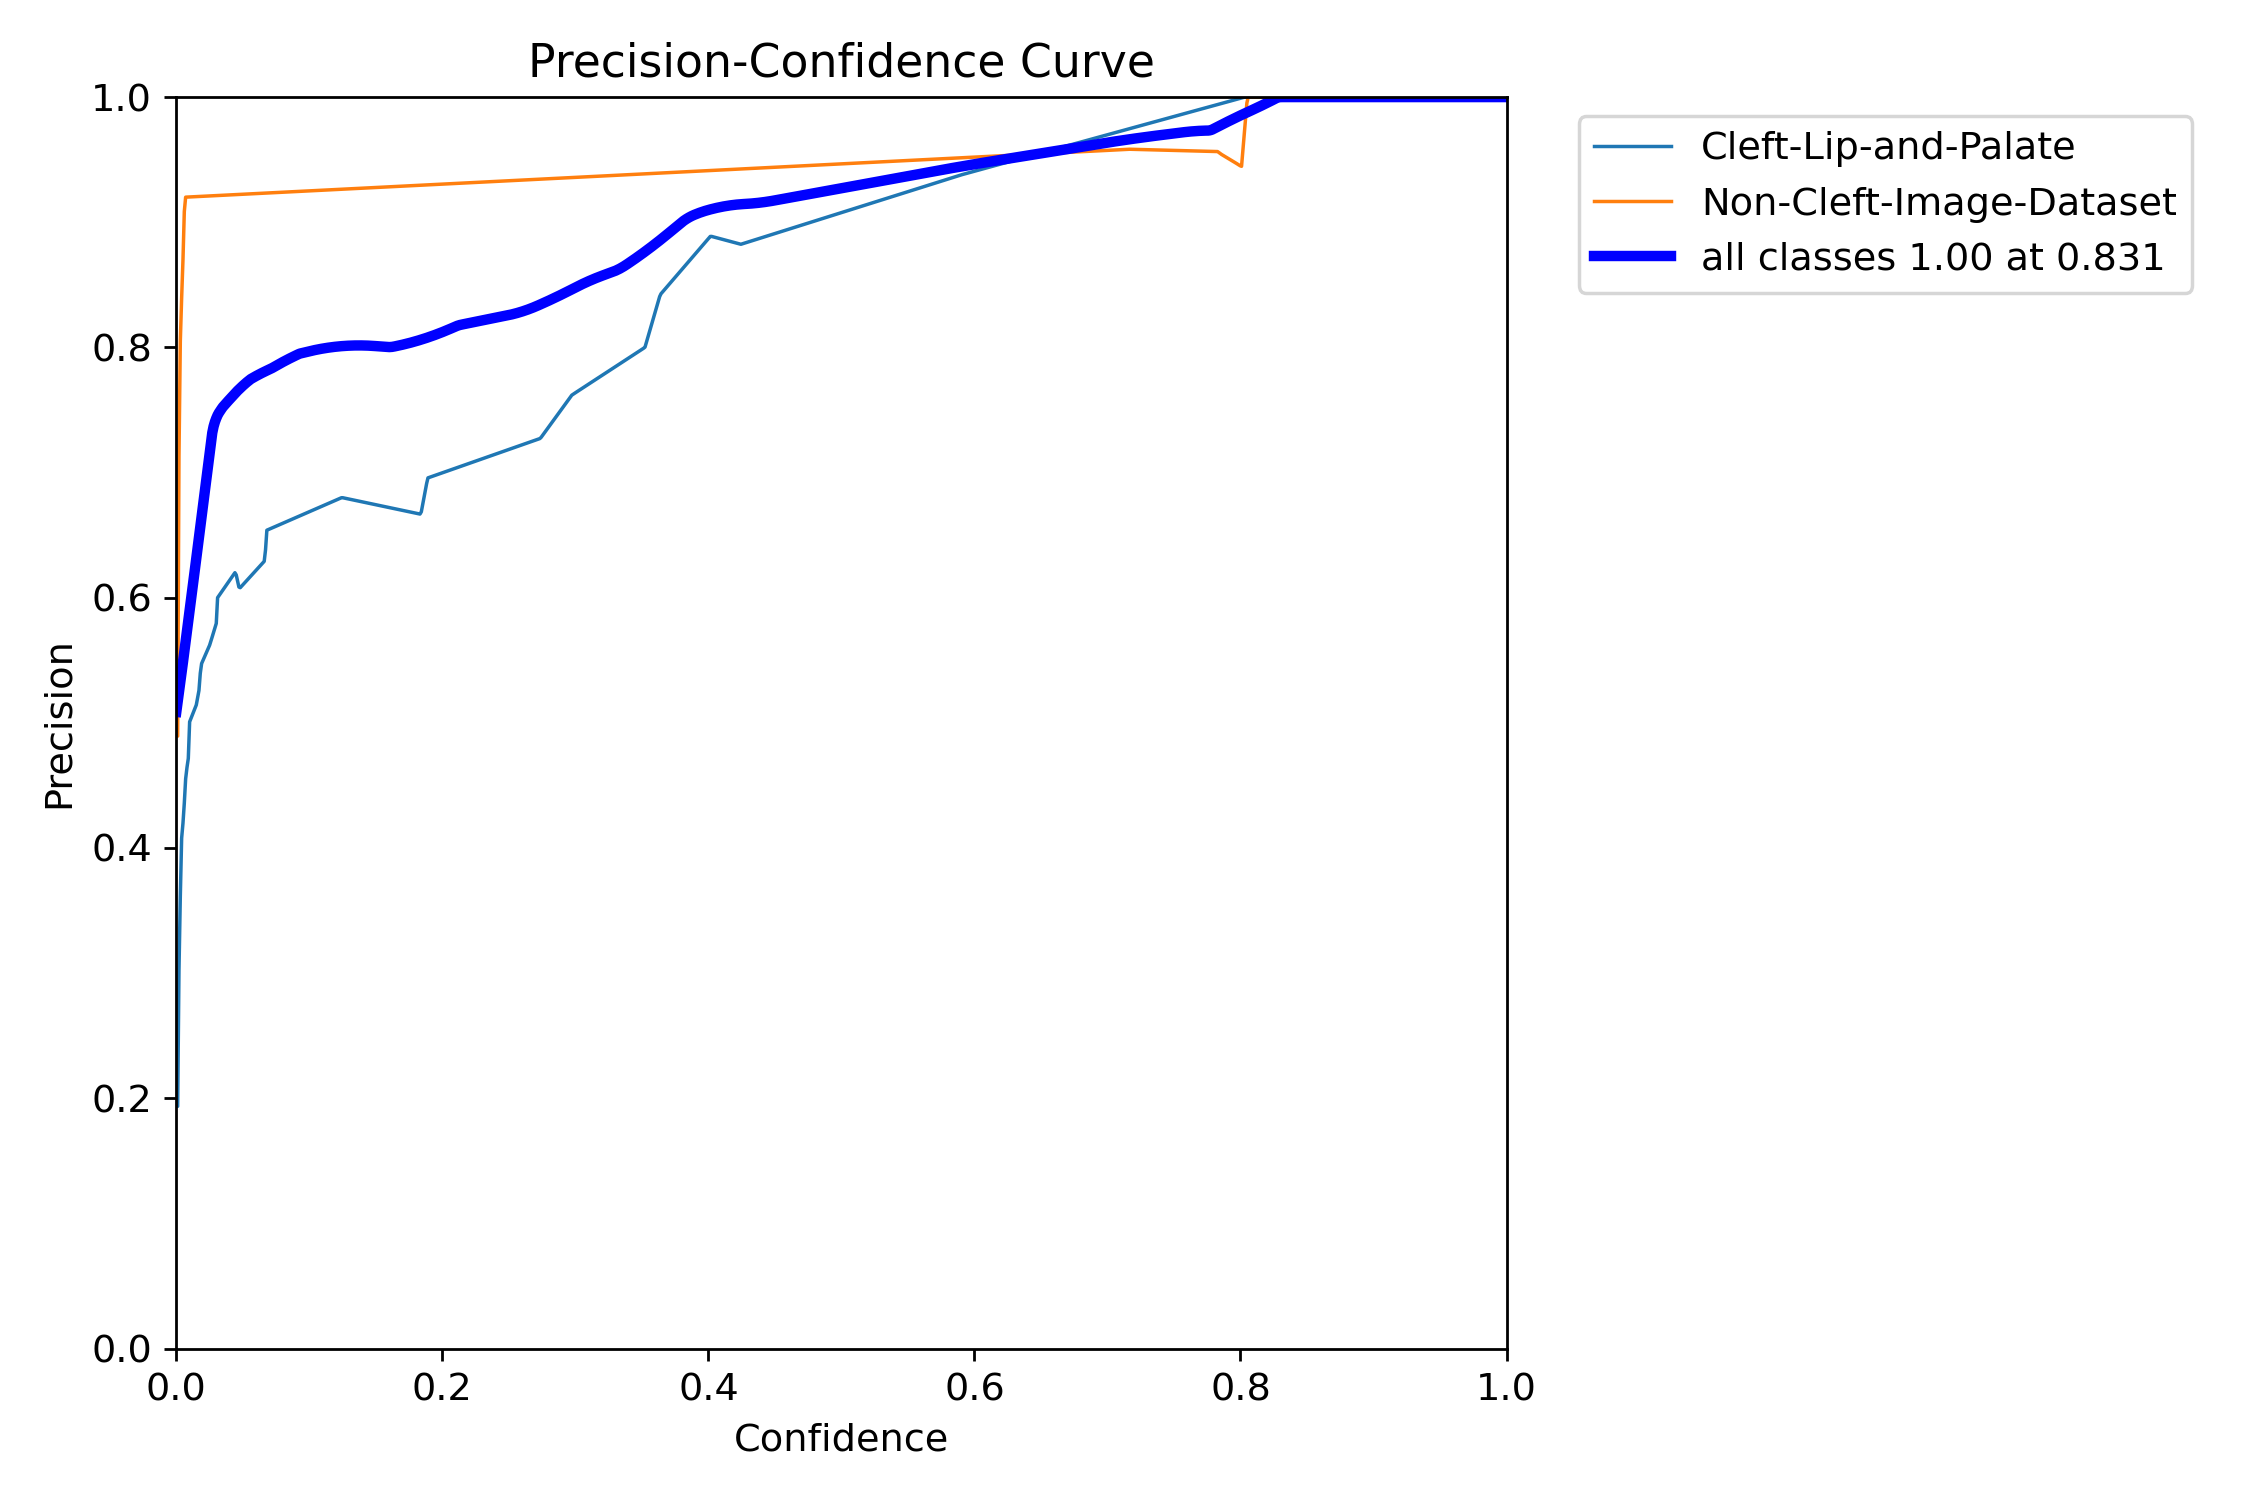 Precision-Confidence Curve
1.0
0.8
0.6
0.4
0.2
0.0
Precision
0.0 0.2 0.4 0.6 0.8 1.0
Confidence
Cleft-Lip-and-Palate
Non-Cleft-Image-Dataset
all classes 1.00 at 0.831